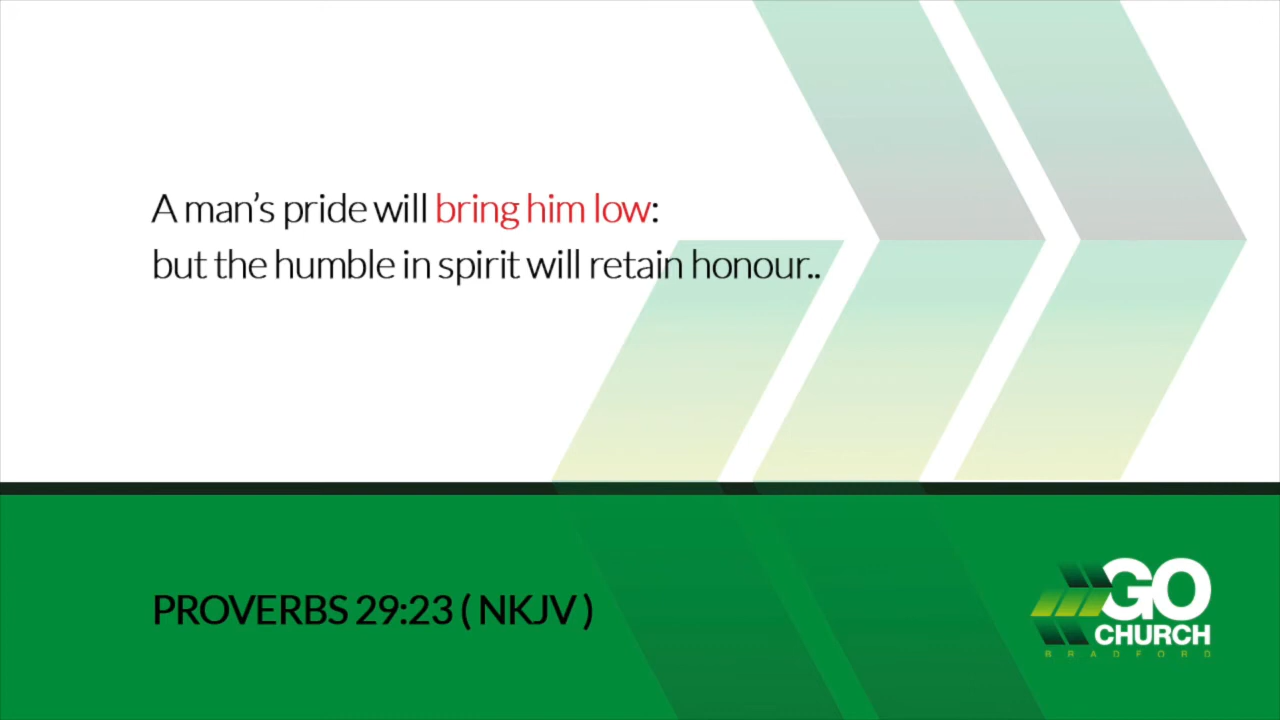 A man’s pride will bring him low:
but the humble in spirit will retain honour..
PROVERBS 29:23 ( NKJV )
GO
CHURCH
BRADFORD